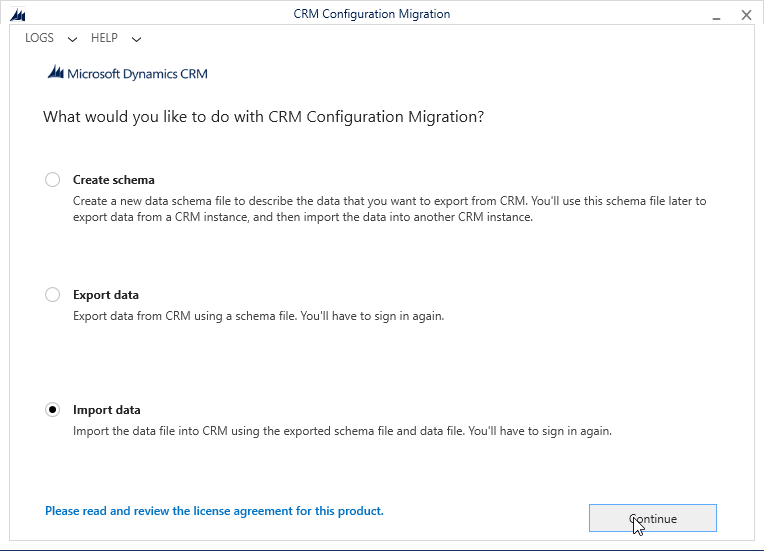 CRM Configuration Migration
LOGS HELP
Microsoft Dynamics CRM
What would you like to do with CRM Configuration Migration?
Create schema
Create a new data schema file to describe the data that you want to export from CRM. You'll use this schema file later to
export data from a CRM instance, and then import the data into another CRM instance.
Export data
Export data from CRM using a schema file. You'll have to sign in again.
Import data
Import the data file into CRM using the exported schema file and data file. You'll have to sign in again.
Please read and review the license agreement for this product.
Continue